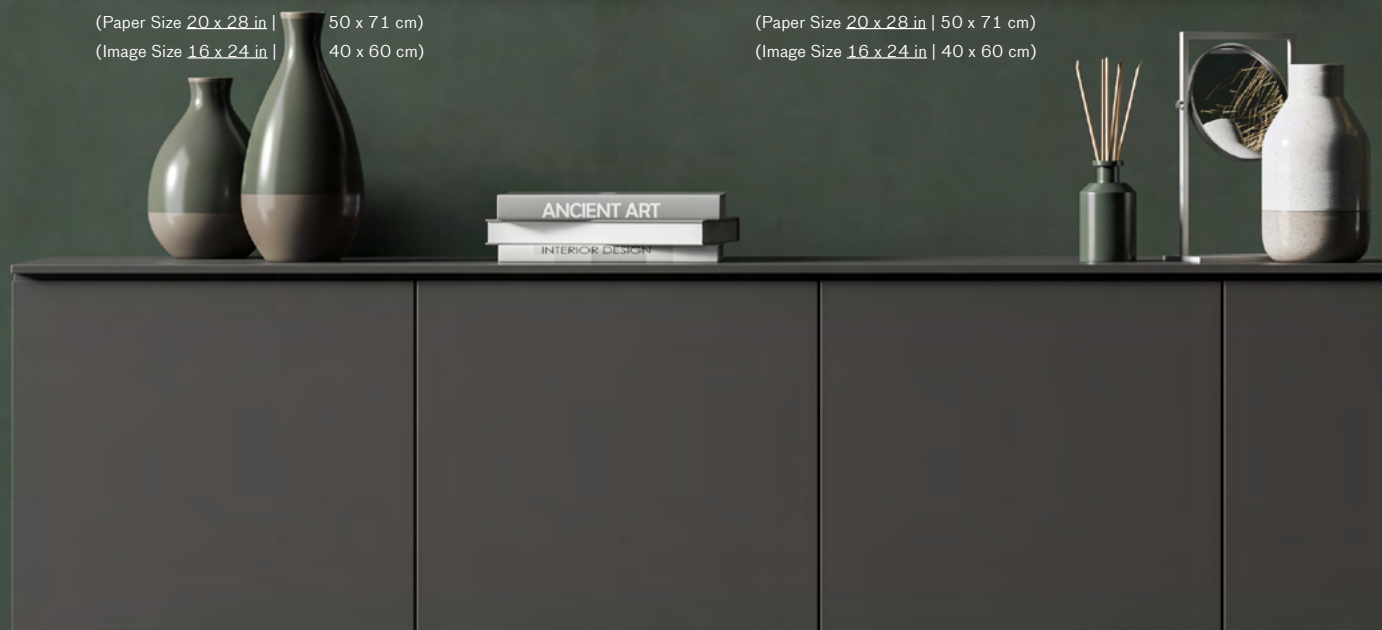 (Paper Size 20 x 28 in | 50 x 71 cm)
(Image Size 16 x 24 in | 40 x 60 cm)
(Paper Size 20 x 28 in | 50 x 71 cm)
(Image Size 16 x 24 in | 40 x 60 cm)
ANCIENT ART
INTERIOR DESIGN